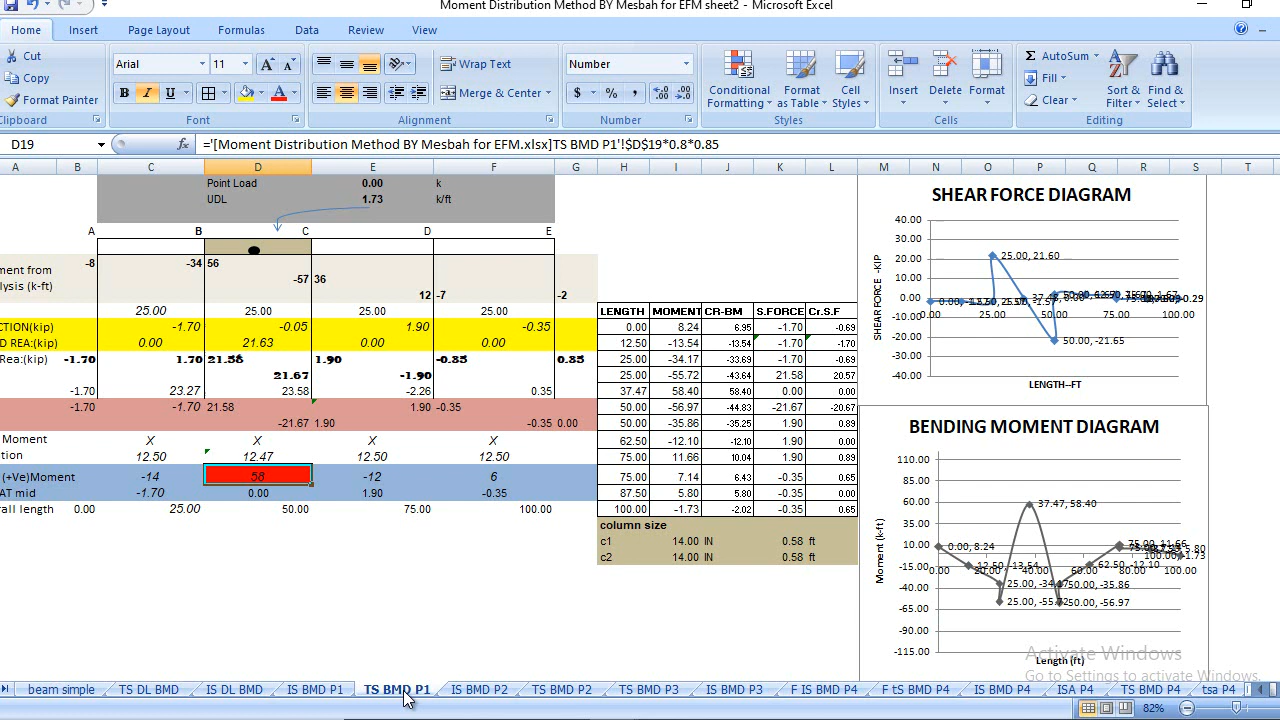 Moment Distribution Method BY Mesbah for EFM sheet2 - Microsoft Excel
Home Insert Page Layout Formulas Data Review View
Cut
Copy
Format Painter
Clipboard
Arial 11 A A
B I U A
Font
Wrap Text
Merge & Center
Alignment
Number
$ % ,
Number
Conditional Formatting
Format as Table
Cell Styles
Styles
Insert Delete Format
Cells
AutoSum
Fill
Clear
Sort & Filter
Find & Select
Editing
D19 fx ='[Moment Distribution Method BY Mesbah for EFM.xlsx]TS BMD P1'!$D$19*0.8*0.85
A B C D E F G H I J K L M N O P Q R S T
Point Load 0.00 k
UDL 1.73 k/ft
A B C D E
ment from -8 -34 56
-57 36
lysis (k-ft) 12 -7 -2
25.00 25.00 25.00 25.00
CTION(kip) -1.70 -0.05 1.90 -0.35
D REA:(kip) 0.00 21.63 0.00 0.00
Rea:(kip) -1.70 1.70 21.58 1.90 -0.85 0.85
21.67 -1.90
-1.70 23.27 23.58 -2.26 0.35
-1.70 -1.70 21.58 1.90 -0.35
-21.67 1.90 -0.35 0.00
Moment X X X X
tion 12.50 12.47 12.50 12.50
(+Ve)Moment -14 58 -12 6
AT mid -1.70 0.00 1.90 -0.35
rall length 0.00 25.00 50.00 75.00 100.00
LENGTH MOMENT CR-BM S.FORCE Cr.S.F
0.00 8.24 6.95 -1.70 -0.69
12.50 -13.54 -13.54 -1.70 -1.70
25.00 -34.17 -33.69 -1.70 -0.69
25.00 -55.72 -43.64 21.58 20.57
37.47 58.40 58.40 0.00 0.00
50.00 -56.97 -44.83 -21.67 -20.67
50.00 -35.86 -35.25 1.90 0.89
62.50 -12.10 -12.10 1.90 0.00
75.00 11.66 10.04 1.90 0.89
75.00 7.14 6.43 -0.35 0.65
87.50 5.80 5.80 -0.35 0.00
100.00 -1.73 -2.02 -0.35 0.65
column size
c1 14.00 IN 0.58 ft
c2 14.00 IN 0.58 ft
SHEAR FORCE DIAGRAM
SHEAR FORCE -KIP
40.00
30.00
20.00
10.00
0.00
-10.00
-20.00
-30.00
-40.00
25.00, 21.60
50.00, -21.65
0.00 25.00 50.00 75.00 100.00
LENGTH--FT
BENDING MOMENT DIAGRAM
Moment (k-ft)
110.00
85.00
60.00
35.00
10.00
-15.00
-40.00
-65.00
-90.00
-115.00
37.47, 58.40
0.00, 8.24
75.00, 11.66
12.50, -13.54
62.50, -12.10
50.00, -35.86
50.00, -56.97
0.00 20.00 40.00 60.00 80.00 100.00
Length (ft)
Activate Windows
Go to Settings to activate Windows.
beam simple TS DL BMD IS DL BMD IS BMD P1 TS BMD P1 IS BMD P2 TS BMD P2 TS BMD P3 IS BMD P3 F IS BMD P4 F tS BMD P4 IS BMD P4 ISA P4 TS BMD P4 tsa P4
82%